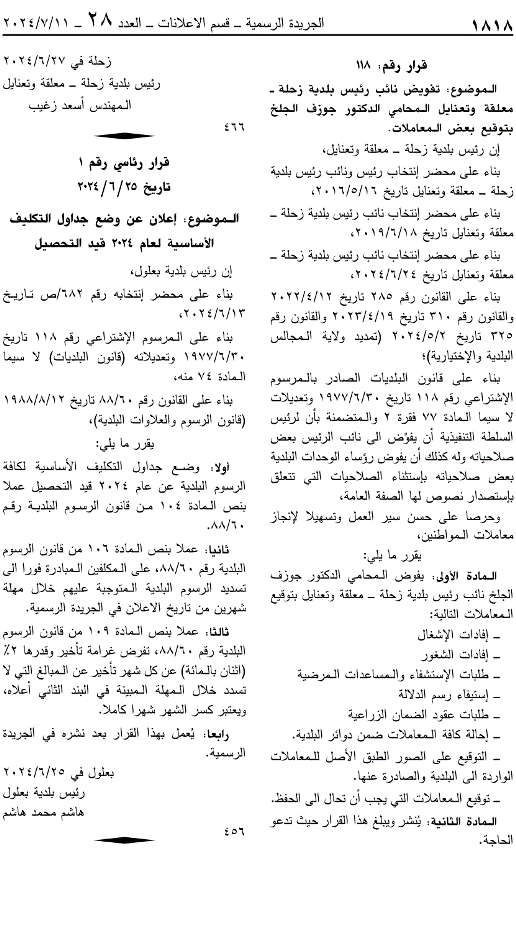 ١٨١٨
الجريدة الرسمية – قسم الاعلانات – العدد ٢٨ – ٢٠٢٤/٧/١١
قرار رقم: ١١٨
الموضوع: تفويض نائب رئيس بلدية زحلة –
معلقة وتعنايل المحامي الدكتور جوزف الجلخ
بتوقيع بعض المعاملات.
إن رئيس بلدية زحلة – معلقة وتعنايل،
بناء على محضر إنتخاب رئيس ونائب رئيس بلدية
زحلة – معلقة وتعنايل تاريخ ٢٠١٦/٥/١٦،
بناء على محضر إنتخاب نائب رئيس بلدية زحلة –
معلقة وتعنايل تاريخ ٢٠١٩/٦/١٨،
بناء على محضر إنتخاب نائب رئيس بلدية زحلة –
معلقة وتعنايل تاريخ ٢٠٢٤/٦/٢٤،
بناء على القانون رقم ٢٨٥ تاريخ ٢٠٢٢/٤/١٢
والقانون رقم ٣١٠ تاريخ ٢٠٢٣/٤/١٩ والقانون رقم
٣٢٥ تاريخ ٢٠٢٤/٥/٢ (تمديد ولاية المجالس
البلدية والإختيارية)؛
بناء على قانون البلديات الصادر بالمرسوم
الإشتراعي رقم ١١٨ تاريخ ١٩٧٧/٦/٣٠ وتعديلات
لا سيما المادة ٧٧ فقرة ٢ والمتضمنة بأن لرئيس
السلطة التنفيذية أن يفوّض الى نائب الرئيس بعض
صلاحياته وله كذلك أن يفوض رؤساء الوحدات البلدية
بعض صلاحياته بإستثناء الصلاحيات التي تتعلق
بإستصدار نصوص لها الصفة العامة،
وحرصا على حسن سير العمل وتسهيلا لإنجاز
معاملات المواطنين،
يقرر ما يلي:
المادة الأولى: يفوض المحامي الدكتور جوزف
الجلخ نائب رئيس بلدية زحلة – معلقة وتعنايل بتوقيع
المعاملات التالية:
– إفادات الإشغال
– إفادات الشغور
– طلبات الإستشفاء والمساعدات المرضية
– إستيفاء رسم الدلالة
– طلبات عقود الضمان الزراعية
– إحالة كافة المعاملات ضمن دوائر البلدية.
– التوقيع على الصور الطبق الأصل للمعاملات
الواردة الى البلدية والصادرة عنها.
– توقيع المعاملات التي يجب أن تحال الى الحفظ.
المادة الثانية: يُنشر ويبلغ هذا القرار حيث تدعو
الحاجة.
زحلة في ٢٠٢٤/٦/٢٧
رئيس بلدية زحلة – معلقة وتعنايل
المهندس أسعد زغيب
٤٦٦
قرار رئاسي رقم ١
تاريخ ٢٠٢٤/٦/٢٥
الموضوع: إعلان عن وضع جداول التكليف
الأساسية لعام ٢٠٢٤ قيد التحصيل
إن رئيس بلدية بعلول،
بناء على محضر إنتخابه رقم ٦٨٢/ص تاريخ
٢٠٢٤/٦/١٣،
بناء على المرسوم الإشتراعي رقم ١١٨ تاريخ
١٩٧٧/٦/٣٠ وتعديلاته (قانون البلديات) لا سيما
المادة ٧٤ منه،
بناء على القانون رقم ٨٨/٦٠ تاريخ ١٩٨٨/٨/١٢
(قانون الرسوم والعلاوات البلدية)،
يقرر ما يلي:
أولا: وضع جداول التكليف الأساسية لكافة
الرسوم البلدية عن عام ٢٠٢٤ قيد التحصيل عملا
بنص المادة ١٠٤ من قانون الرسوم البلدية رقم
٨٨/٦٠.
ثانيا: عملا بنص المادة ١٠٦ من قانون الرسوم
البلدية رقم ٨٨/٦٠، على المكلفين المبادرة فورا الى
تسديد الرسوم البلدية المتوجبة عليهم خلال مهلة
شهرين من تاريخ الاعلان في الجريدة الرسمية.
ثالثا: عملا بنص المادة ١٠٩ من قانون الرسوم
البلدية رقم ٨٨/٦٠، تفرض غرامة تأخير وقدرها ٢٪
(اثنان بالمائة) عن كل شهر تأخير عن المبالغ التي لا
تسدد خلال المهلة المبينة في البند الثاني أعلاه،
ويعتبر كسر الشهر شهرا كاملا.
رابعا: يُعمل بهذا القرار بعد نشره في الجريدة
الرسمية.
بعلول في ٢٠٢٤/٦/٢٥
رئيس بلدية بعلول
هاشم محمد هاشم
٤٥٦